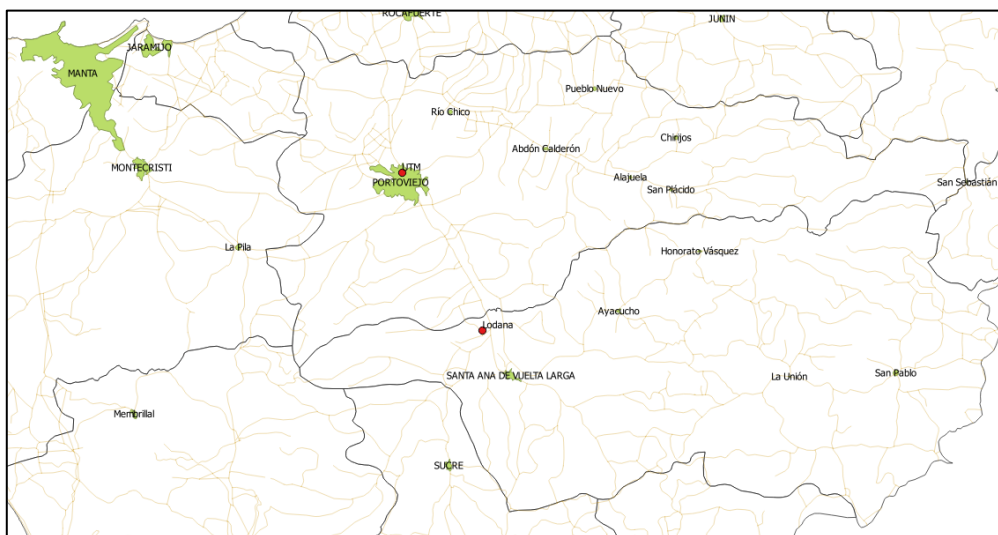 ROCAFUERTE
JUNIN
JARAMIJO
MANTA
Pueblo Nuevo
Río Chico
Chirijos
Abdón Calderón
MONTECRISTI
UTM
Alajuela
PORTOVIEJO
San Sebastián
San Plácido
La Pila
Honorato Vásquez
Ayacucho
Lodana
SANTA ANA DE VUELTA LARGA
La Unión
San Pablo
Membrillal
SUCRE